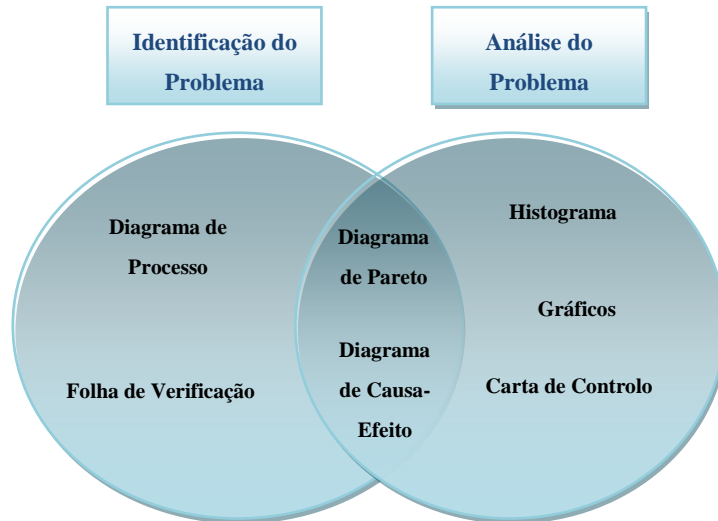 Identificação do
Problema
Análise do
Problema
Diagrama de
Processo
Folha de Verificação
Diagrama
de Pareto
Diagrama
de Causa-
Efeito
Histograma
Gráficos
Carta de Controlo